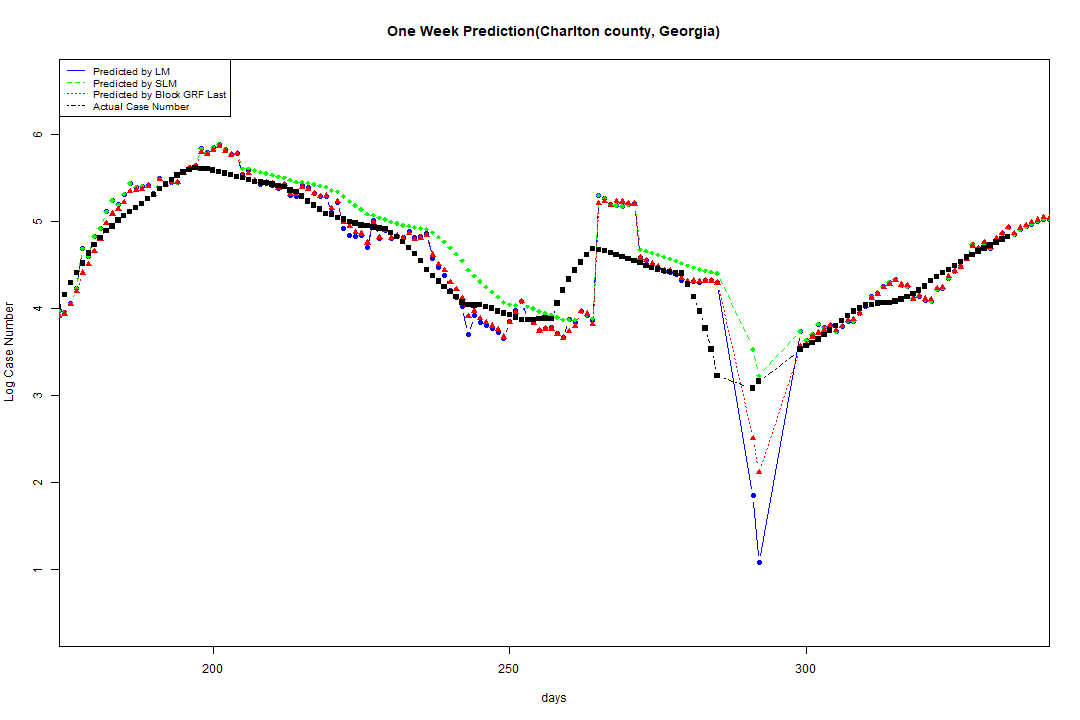 One Week Prediction(Charlton county, Georgia)
Predicted by LM
Predicted by SLM
Predicted by Block GRF Last
Actual Case Number
6
5
4
3
2
1
Log Case Number
200
250
300
days